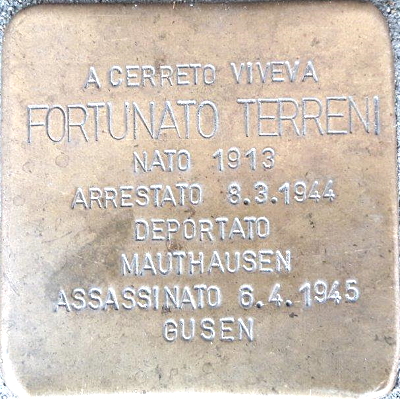 A CERRETO VIVEVA
FORTUNATO TERRENI
NATO 1913
ARRESTATO 8.3.1944
DEPORTATO
MAUTHAUSEN
ASSASSINATO 6.4.1945
GUSEN